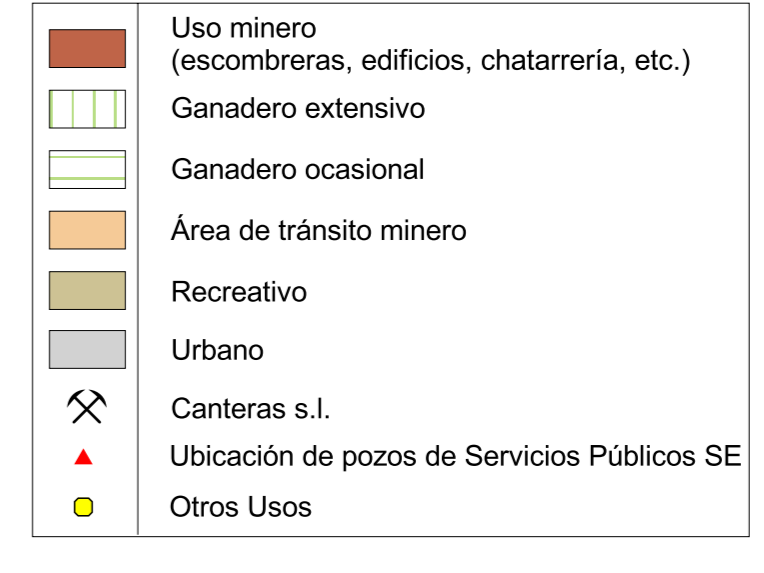 Uso minero
(escombreras, edificios, chatarrería, etc.)
Ganadero extensivo
Ganadero ocasional
Área de tránsito minero
Recreativo
Urbano
Canteras s.l.
Ubicación de pozos de Servicios Públicos SE
Otros Usos